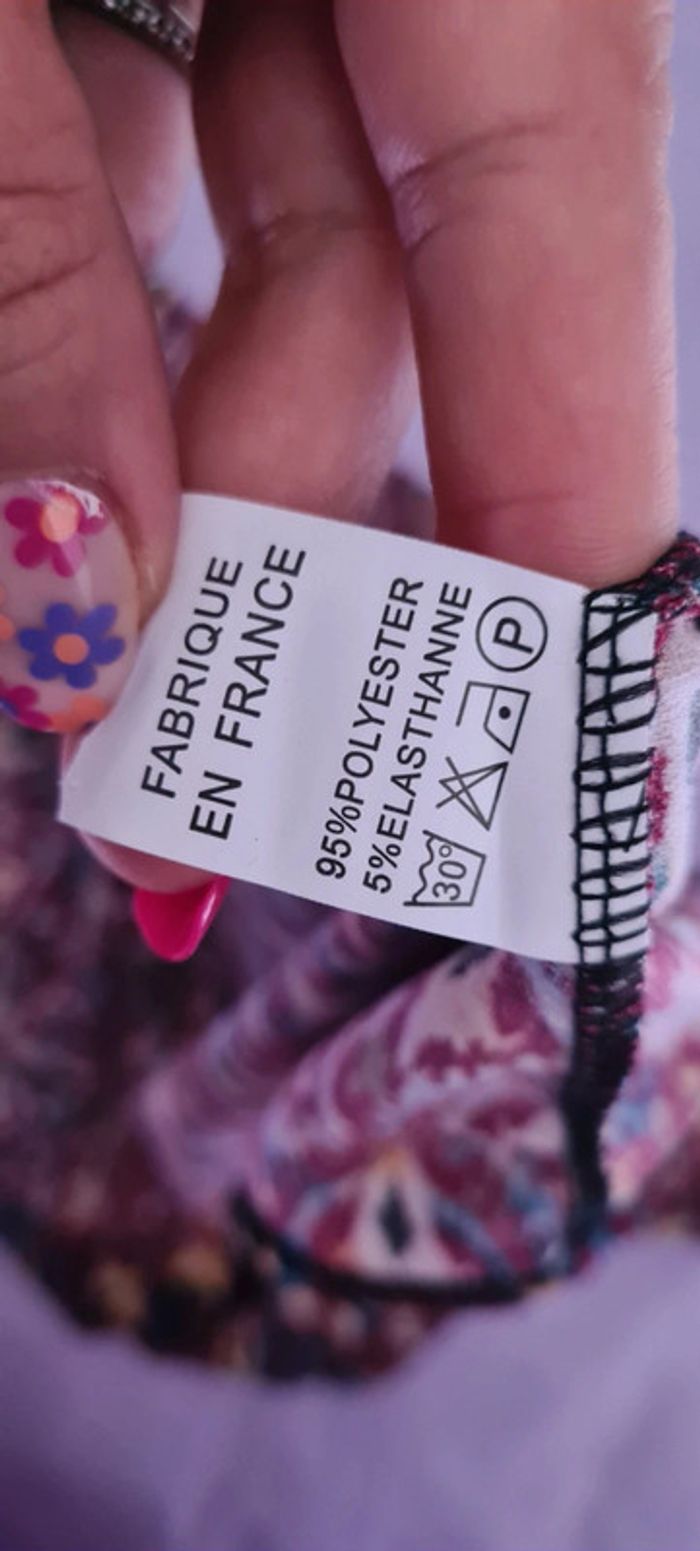 FABRIQUE
EN FRANCE
95%POLYESTER
5%ELASTHANNE
30°
P